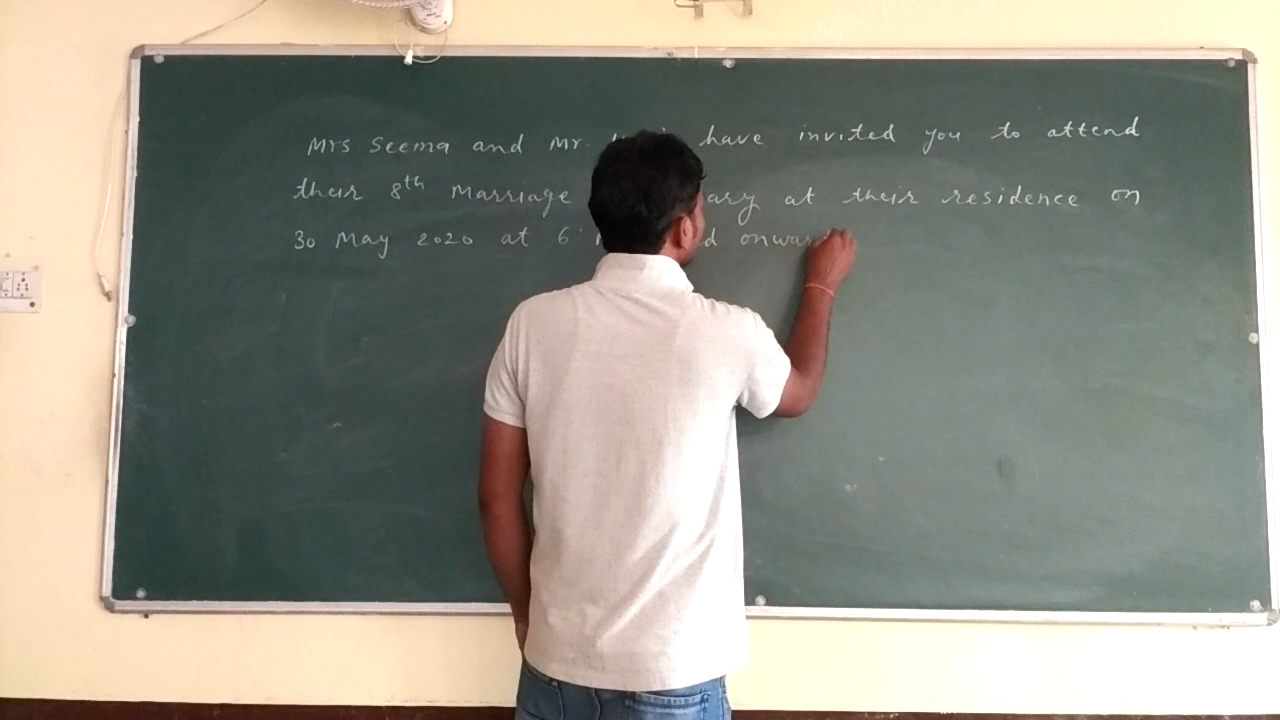 Mrs Seema and Mr. have invited you to attend
their 8th Marriage at their residence on
30 May 2020 at 6